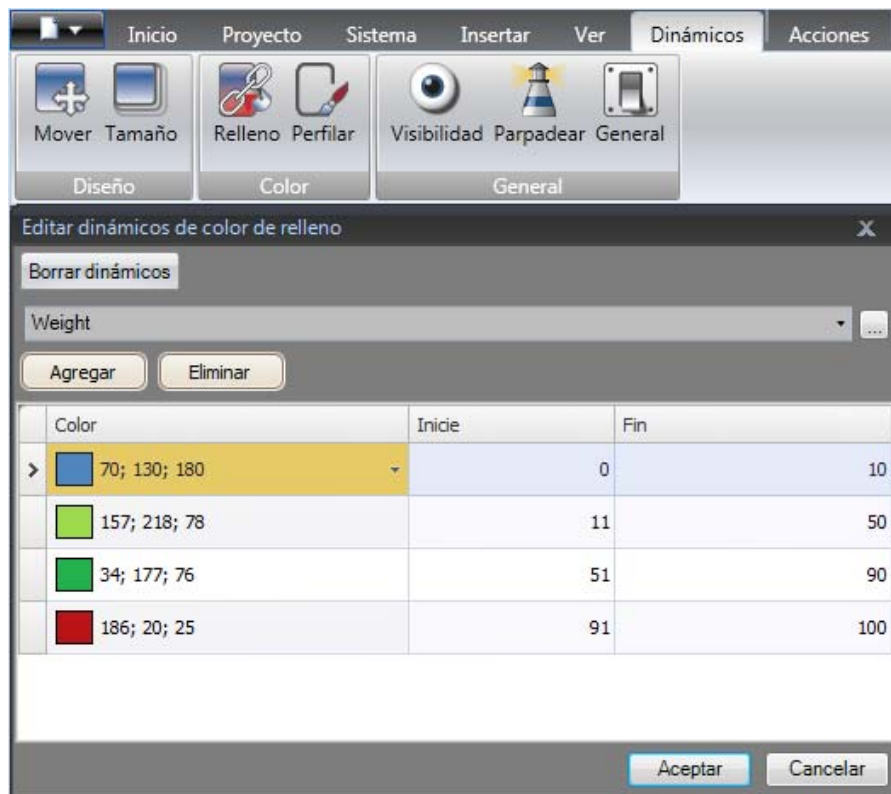 Inicio Proyecto Sistema Insertar Ver Dinámicos Acciones
Mover Tamaño Relleno Perfilar Visibilidad Parpadear General
Diseño Color General
Editar dinámicos de color de relleno X
Borrar dinámicos
Weight ...
Agregar Eliminar
Color Inicie Fin
70; 130; 180 0 10
157; 218; 78 11 50
34; 177; 76 51 90
186; 20; 25 91 100
Aceptar Cancelar